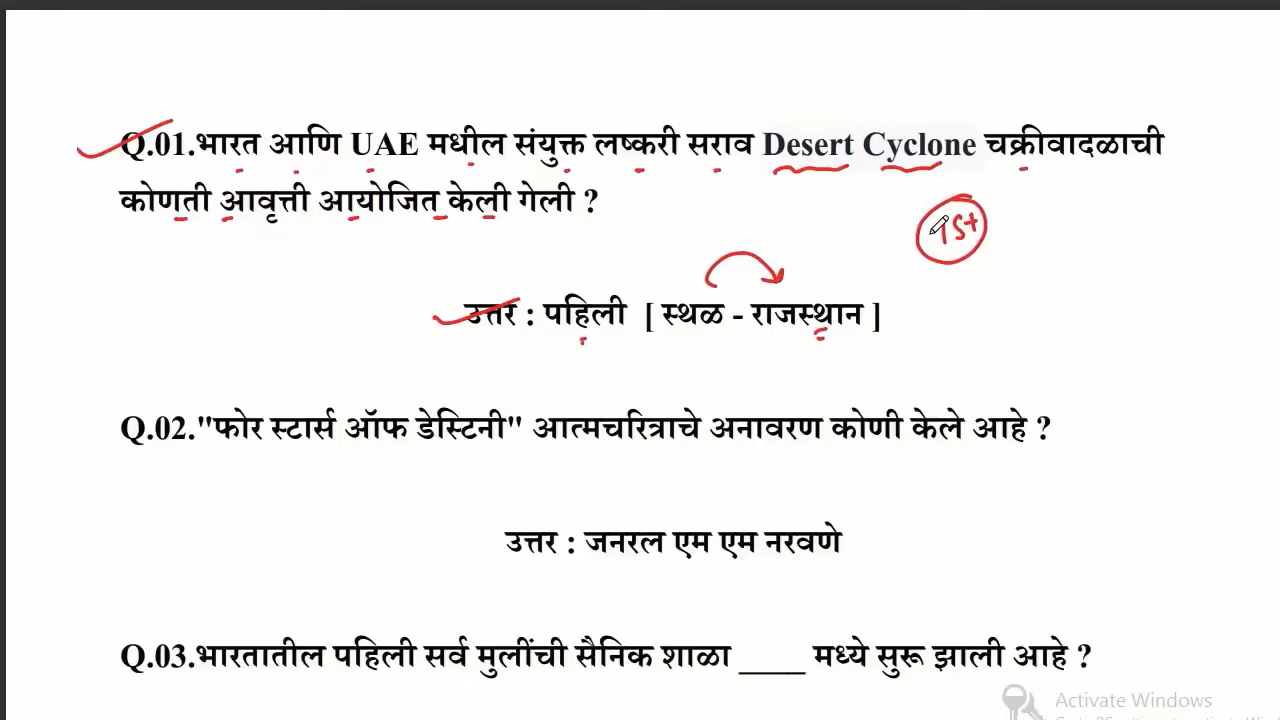 Q.01.भारत आणि UAE मधील संयुक्त लष्करी सराव Desert Cyclone चक्रीवादळाची
कोणती आवृत्ती आयोजित केली गेली ?
उत्तर : पहिली [ स्थळ - राजस्थान ]
Q.02."फोर स्टार्स ऑफ डेस्टिनी" आत्मचरित्राचे अनावरण कोणी केले आहे ?
उत्तर : जनरल एम एम नरवणे
Q.03.भारतातील पहिली सर्व मुलींची सैनिक शाळा ____ मध्ये सुरू झाली आहे ?
Activate Windows